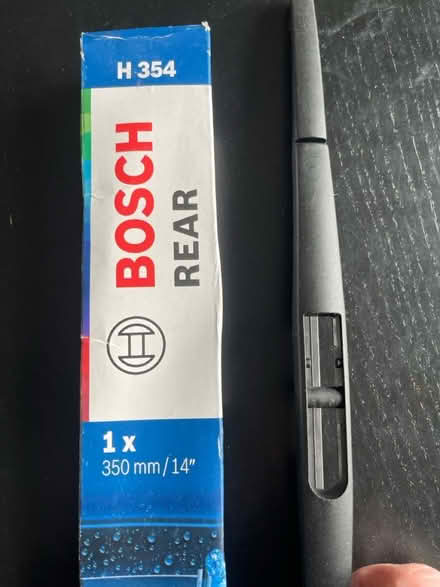 H 354
BOSCH
REAR
1 x
350 mm/14"